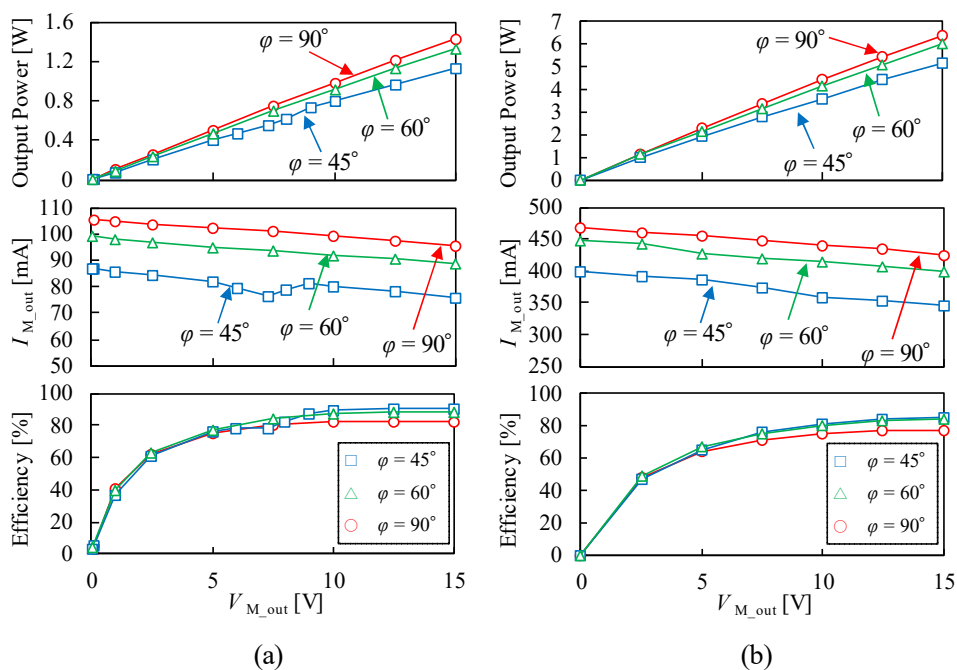 Output Power [W]
1.6
1.2
0.8
0.4
0
φ = 90°
φ = 60°
φ = 45°
I M_out [mA]
110
100
90
80
70
60
50
φ = 45°
φ = 60°
φ = 90°
Efficiency [%]
100
80
60
40
20
0
φ = 45°
φ = 60°
φ = 90°
0 5 10 15
V M_out [V]
(a)
Output Power [W]
7
6
5
4
3
2
1
0
φ = 90°
φ = 60°
φ = 45°
I M_out [mA]
500
450
400
350
300
250
φ = 45°
φ = 60°
φ = 90°
Efficiency [%]
100
80
60
40
20
0
φ = 45°
φ = 60°
φ = 90°
0 5 10 15
V M_out [V]
(b)